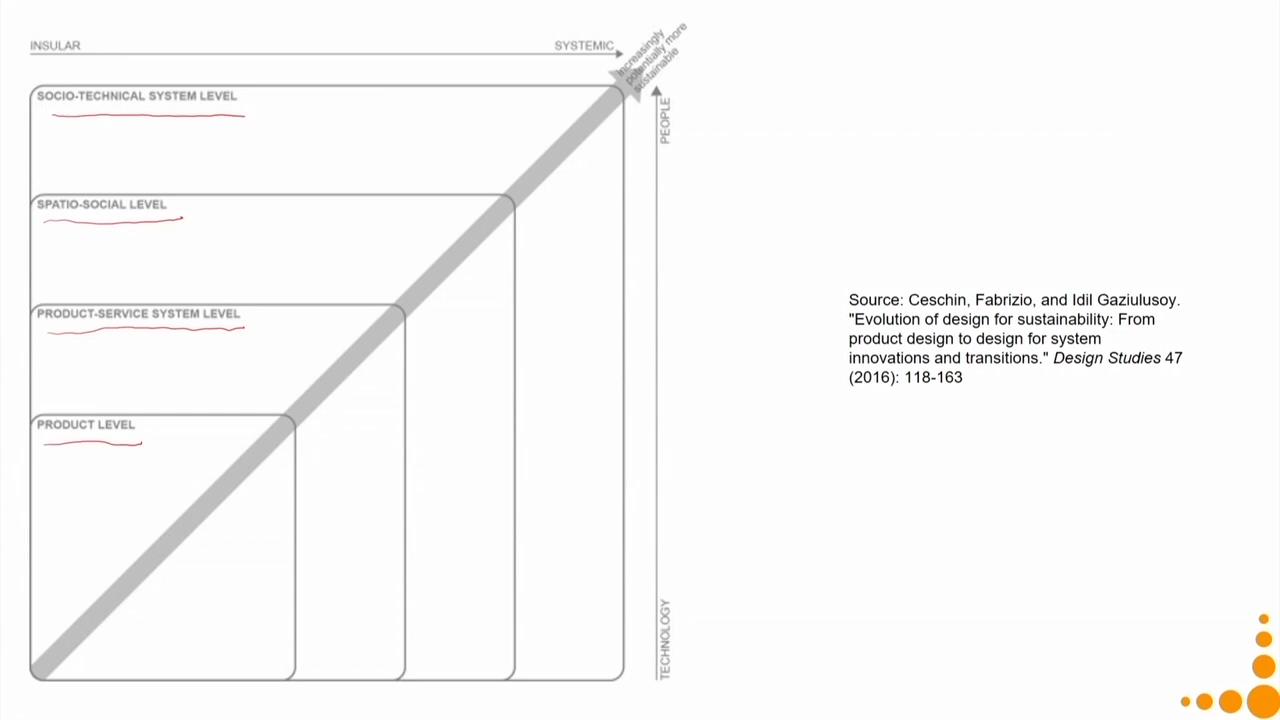 INSULAR
SYSTEMIC
Increasingly
potentially more
sustainable
SOCIO-TECHNICAL SYSTEM LEVEL
PEOPLE
SPATIO-SOCIAL LEVEL
PRODUCT-SERVICE SYSTEM LEVEL
PRODUCT LEVEL
TECHNOLOGY
Source: Ceschin, Fabrizio, and Idil Gaziulusoy.
"Evolution of design for sustainability: From
product design to design for system
innovations and transitions." Design Studies 47
(2016): 118-163